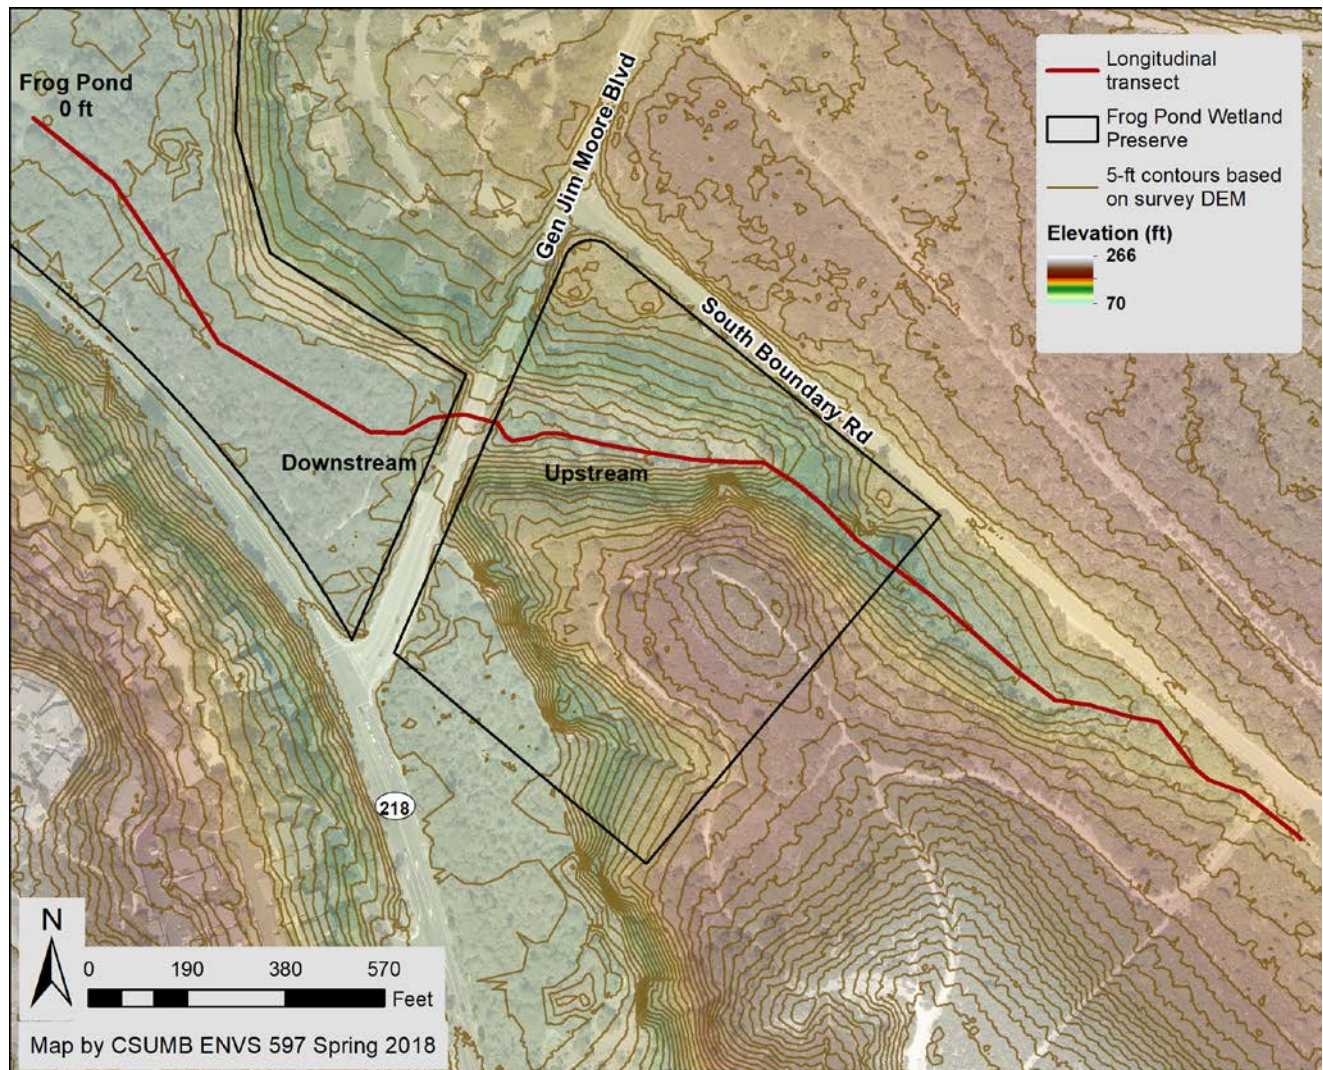 Frog Pond
0 ft
Gen Jim Moore Blvd
South Boundary Rd
Downstream
Upstream
218
Longitudinal
transect
Frog Pond Wetland
Preserve
5-ft contours based
on survey DEM
Elevation (ft)
266
70
N
0 190 380 570
Feet
Map by CSUMB ENVS 597 Spring 2018